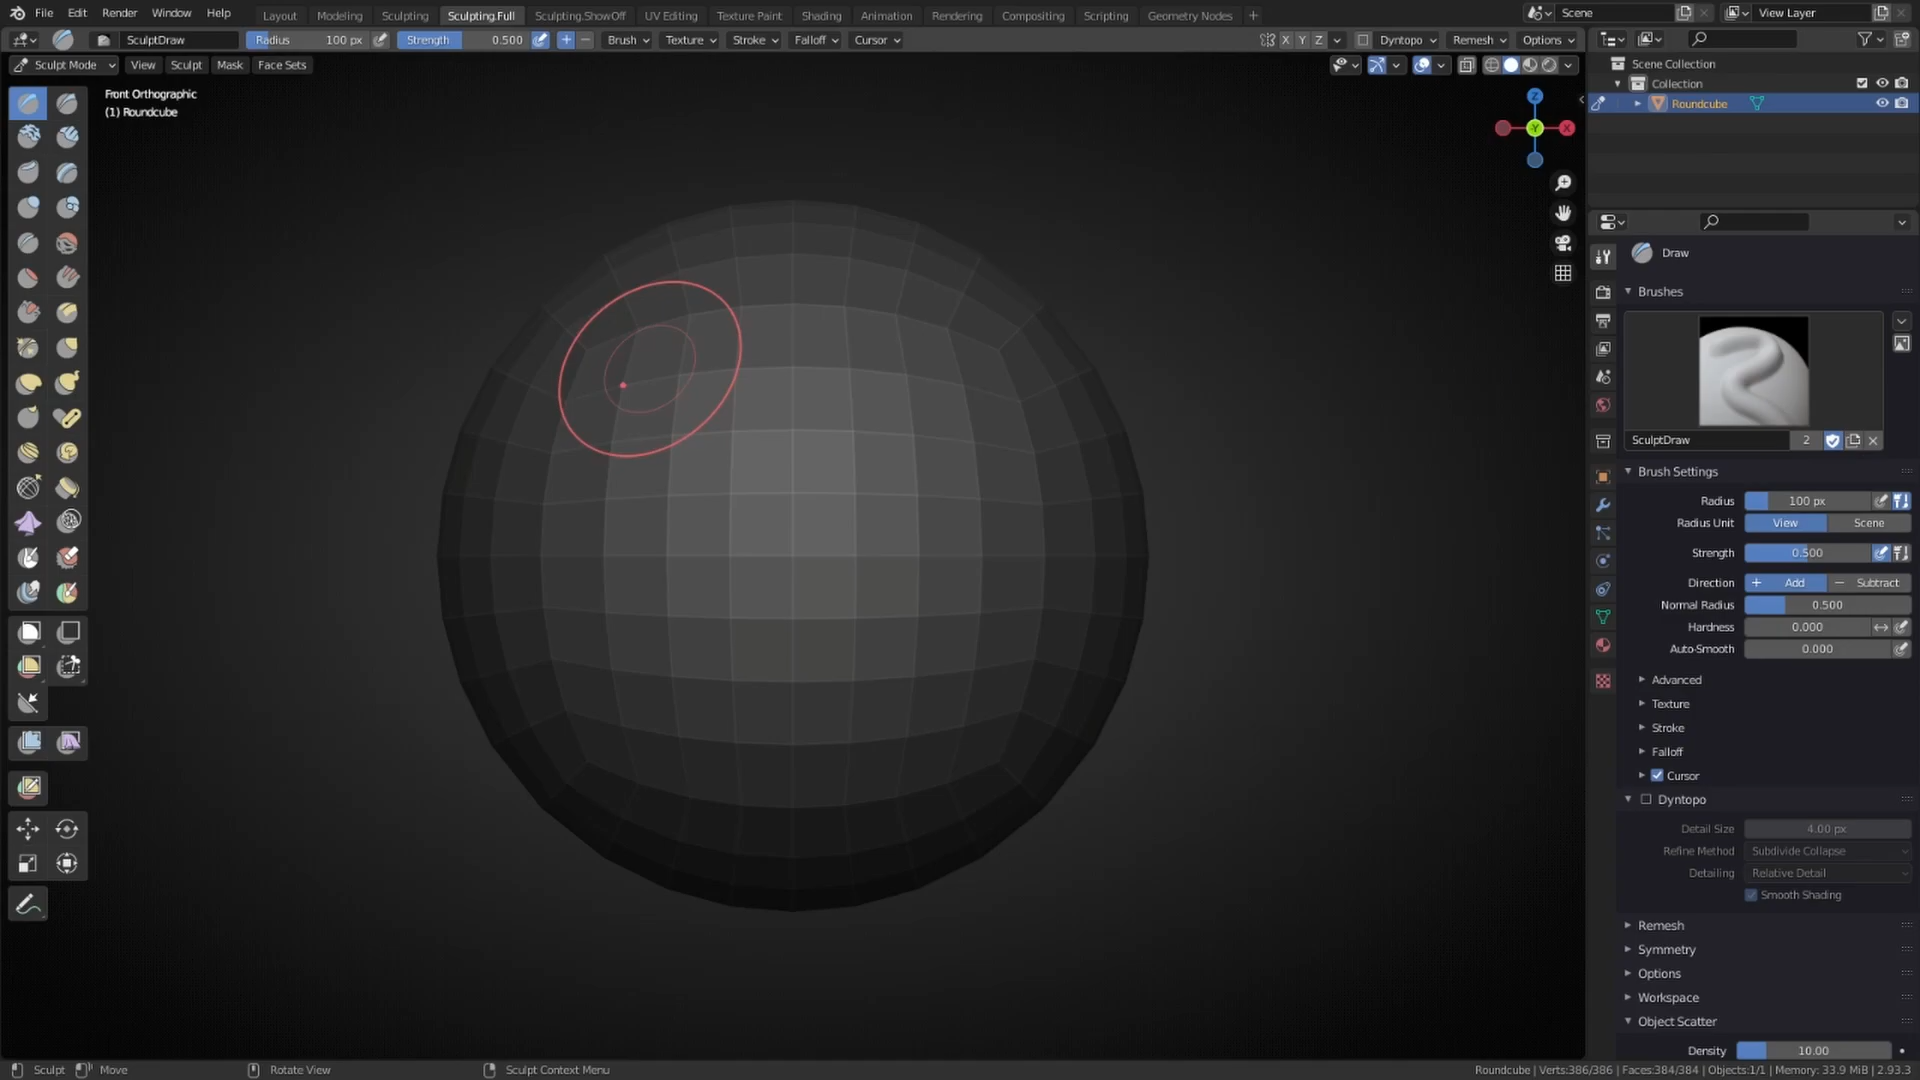 File Edit Render Window Help Layout Modeling Sculpting Sculpting.Full Sculpting.ShowOff UV Editing Texture Paint Shading Animation Rendering Compositing Scripting Geometry Nodes + Scene View Layer
SculptDraw Radius 100 px Strength 0.500 + − Brush Texture Stroke Falloff Cursor X Y Z Dyntopo Remesh Options
Sculpt Mode View Sculpt Mask Face Sets
Scene Collection
Collection
Roundcube
Front Orthographic
(1) Roundcube
Z
Y X
Draw
Brushes
SculptDraw 2
Brush Settings
Radius 100 px
Radius Unit View Scene
Strength 0.500
Direction + Add − Subtract
Normal Radius 0.500
Hardness 0.000
Auto-Smooth 0.000
Advanced
Texture
Stroke
Falloff
Cursor
Dyntopo
Detail Size 4.00 px
Refine Method Subdivide Collapse
Detailing Relative Detail
Smooth Shading
Remesh
Symmetry
Options
Workspace
Object Scatter
Density 10.00
Sculpt Move Rotate View Sculpt Context Menu Roundcube | Verts:386/386 | Faces:384/384 | Objects:1/1 | Memory: 33.9 MiB | 2.93.3